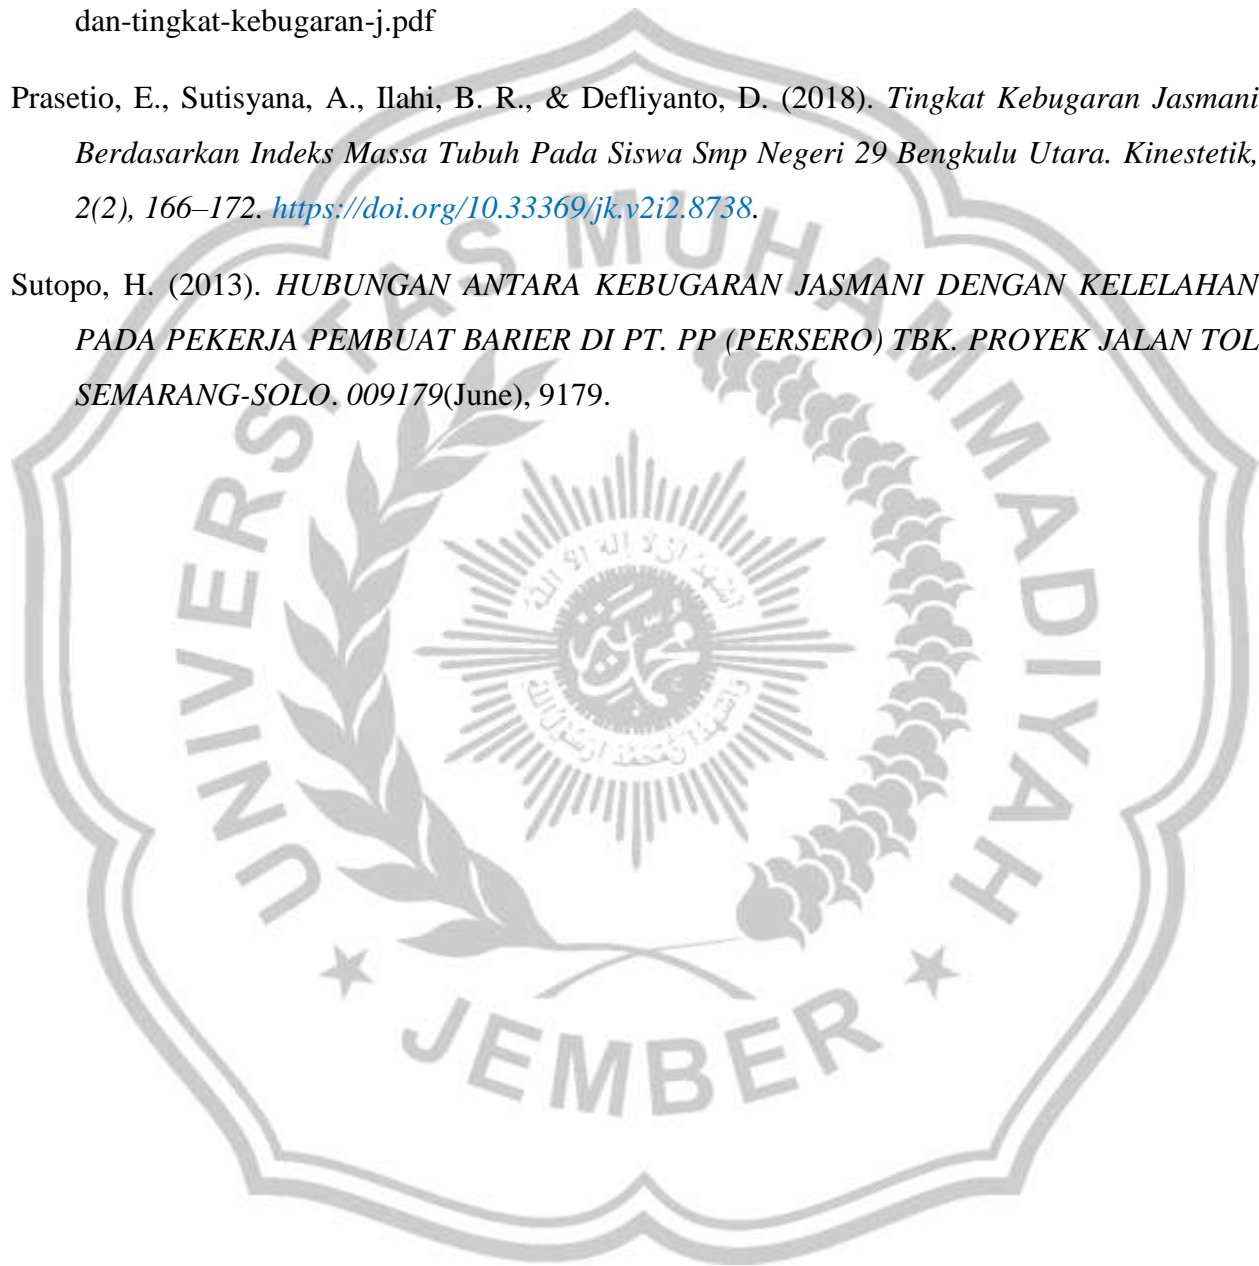 dan-tingkat-kebugaran-j.pdf
Prasetio, E., Sutisyana, A., Ilahi, B. R., & Defliyanto, D. (2018). Tingkat Kebugaran Jasmani
Berdasarkan Indeks Massa Tubuh Pada Siswa Smp Negeri 29 Bengkulu Utara. Kinestetik,
2(2), 166–172. https://doi.org/10.33369/jk.v2i2.8738.
Sutopo, H. (2013). HUBUNGAN ANTARA KEBUGARAN JASMANI DENGAN KELELAHAN
PADA PEKERJA PEMBUAT BARIER DI PT. PP (PERSERO) TBK. PROYEK JALAN TOL
SEMARANG-SOLO. 009179(June), 9179.
UNIVERSITAS MUHAMMADIYAH
JEMBER